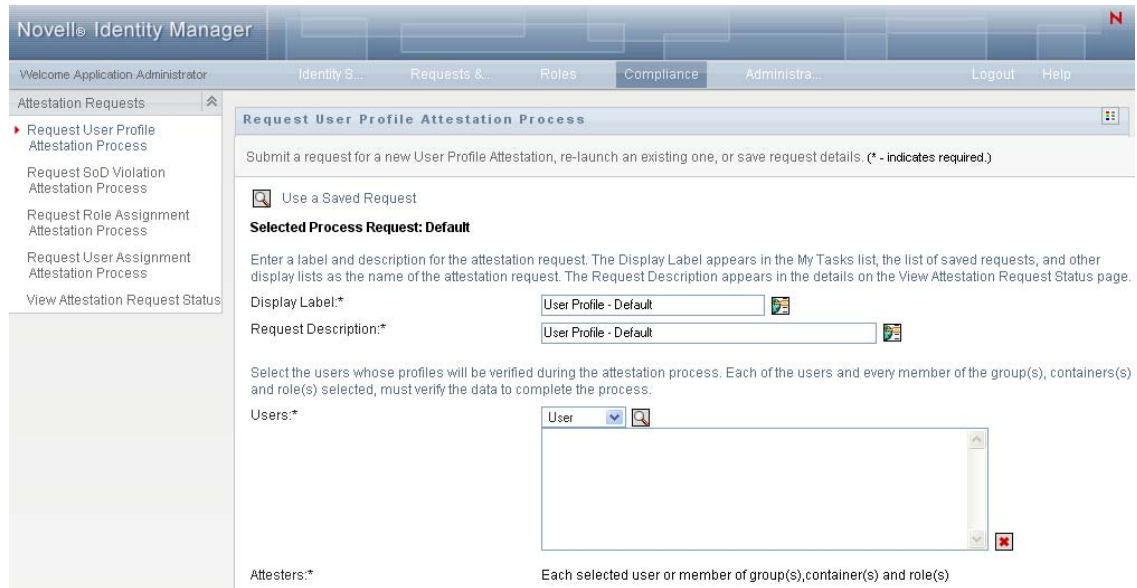 Novell® Identity Manager
N
Welcome Application Administrator
Identity S...
Requests &...
Roles
Compliance
Administra...
Logout
Help
Attestation Requests
Request User Profile
Attestation Process
Request SoD Violation
Attestation Process
Request Role Assignment
Attestation Process
Request User Assignment
Attestation Process
View Attestation Request Status
Request User Profile Attestation Process
Submit a request for a new User Profile Attestation, re-launch an existing one, or save request details. (* - indicates required.)
Use a Saved Request
Selected Process Request: Default
Enter a label and description for the attestation request. The Display Label appears in the My Tasks list, the list of saved requests, and other
display lists as the name of the attestation request. The Request Description appears in the details on the View Attestation Request Status page.
Display Label:*
User Profile - Default
Request Description:*
User Profile - Default
Select the users whose profiles will be verified during the attestation process. Each of the users and every member of the group(s), containers(s)
and role(s) selected, must verify the data to complete the process.
Users:*
User
Attesters:*
Each selected user or member of group(s),container(s) and role(s)